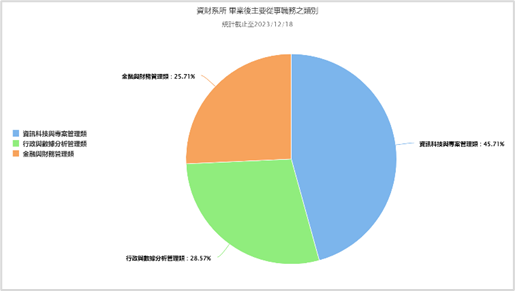 資財系所 畢業後主要從事職務之類別
統計截止至2023/12/18
金融與財務管理類：25.71%
資訊科技與專案管理類
行政與數據分析管理類
金融與財務管理類
資訊科技與專案管理類：45.71%
行政與數據分析管理類：28.57%